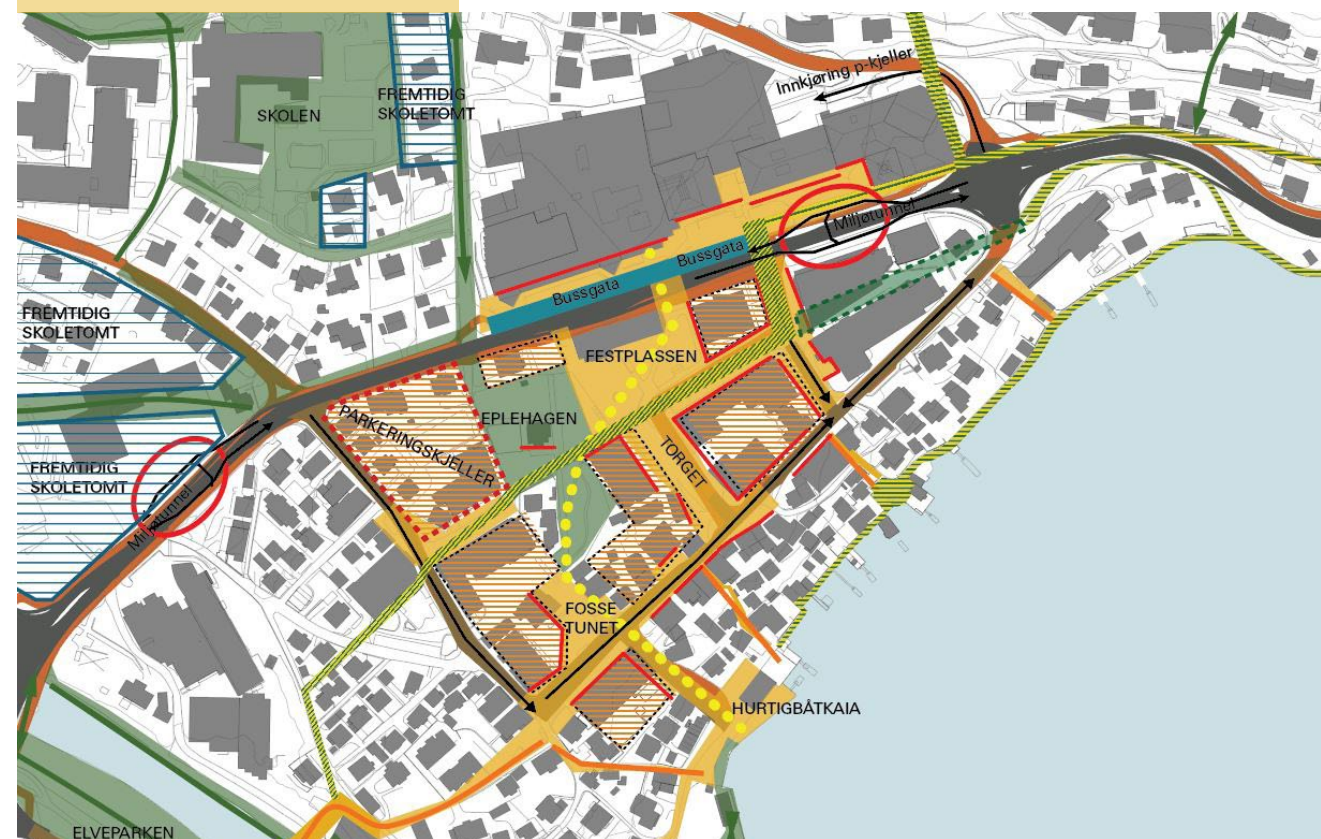 Innkjøring p-kjeller
FREMTIDIG
SKOLETOMT
SKOLEN
Miljøtunnel
Bussgata
Bussgata
FREMTIDIG
SKOLETOMT
FESTPLASSEN
PARKERINGSKJELLER
EPLEHAGEN
TORGET
FREMTIDIG
SKOLETOMT
Miljøtunnel
FOSSE
TUNET
HURTIGBÅTKAIA
ELVEPARKEN